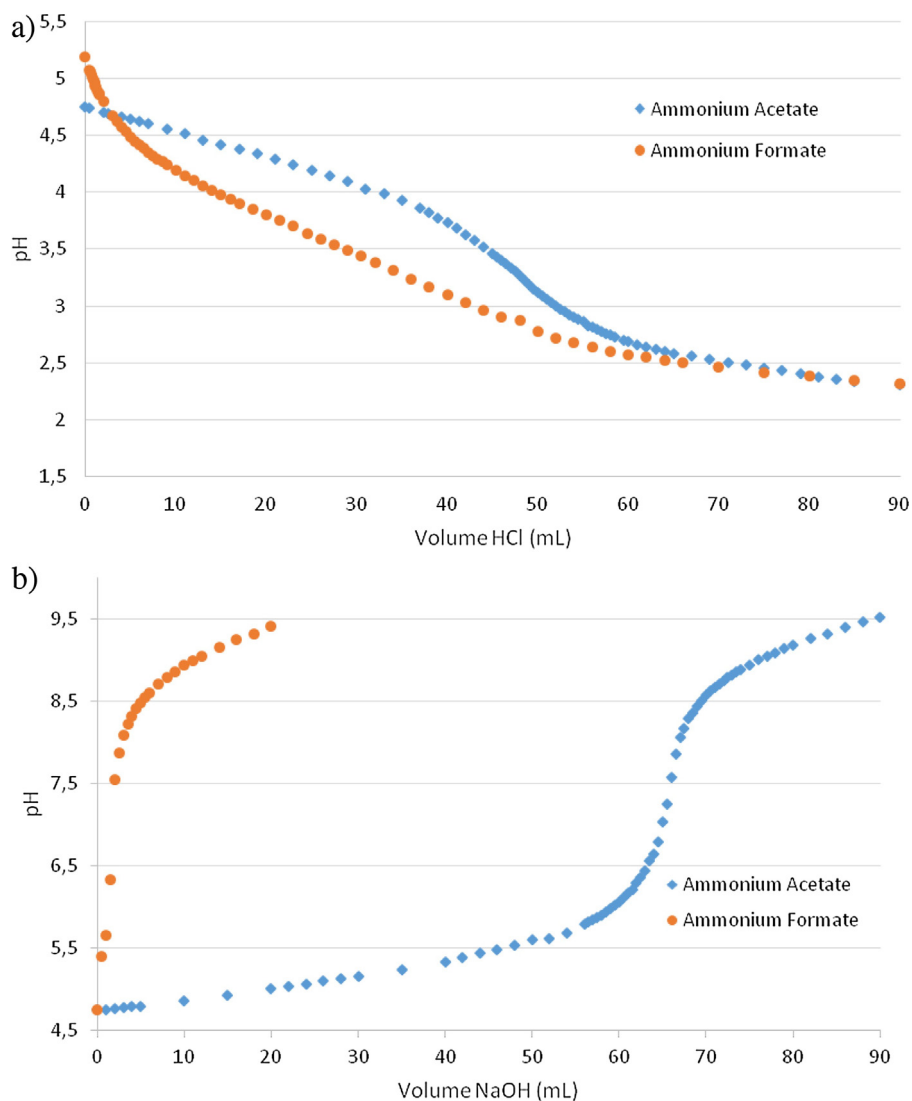 a)
5,5
5
4,5
4
3,5
3
2,5
2
1,5
pH
Ammonium Acetate
Ammonium Formate
0 10 20 30 40 50 60 70 80 90
Volume HCl (mL)
b)
9,5
8,5
7,5
6,5
5,5
4,5
pH
Ammonium Acetate
Ammonium Formate
0 10 20 30 40 50 60 70 80 90
Volume NaOH (mL)